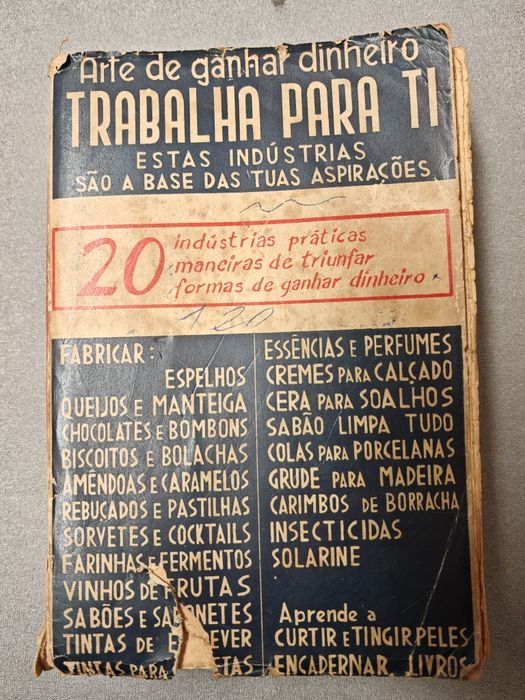 Arte de ganhar dinheiro
TRABALHA PARA TI
ESTAS INDÚSTRIAS
SÃO A BASE DAS TUAS ASPIRAÇÕES
20
indústrias práticas
maneiras de triunfar
formas de ganhar dinheiro
120
FABRICAR:
ESPELHOS
QUEIJOS E MANTEIGA
CHOCOLATES E BOMBONS
BISCOITOS E BOLACHAS
AMÊNDOAS E CARAMELOS
REBUÇADOS E PASTILHAS
SORVETES E COCKTAILS
FARINHAS E FERMENTOS
VINHOS DE FRUTAS
SABÕES E
TINTAS DE
TINTAS PARA
ESSÊNCIAS E PERFUMES
CREMES PARA CALÇADO
CERA PARA SOALHOS
SABÃO LIMPA TUDO
COLAS PARA PORCELANAS
GRUDE PARA MADEIRA
CARIMBOS DE BORRACHA
INSECTICIDAS
SOLARINE
Aprende a
CURTIR E TINGIR PELES
ENCADERNAR LIVROS